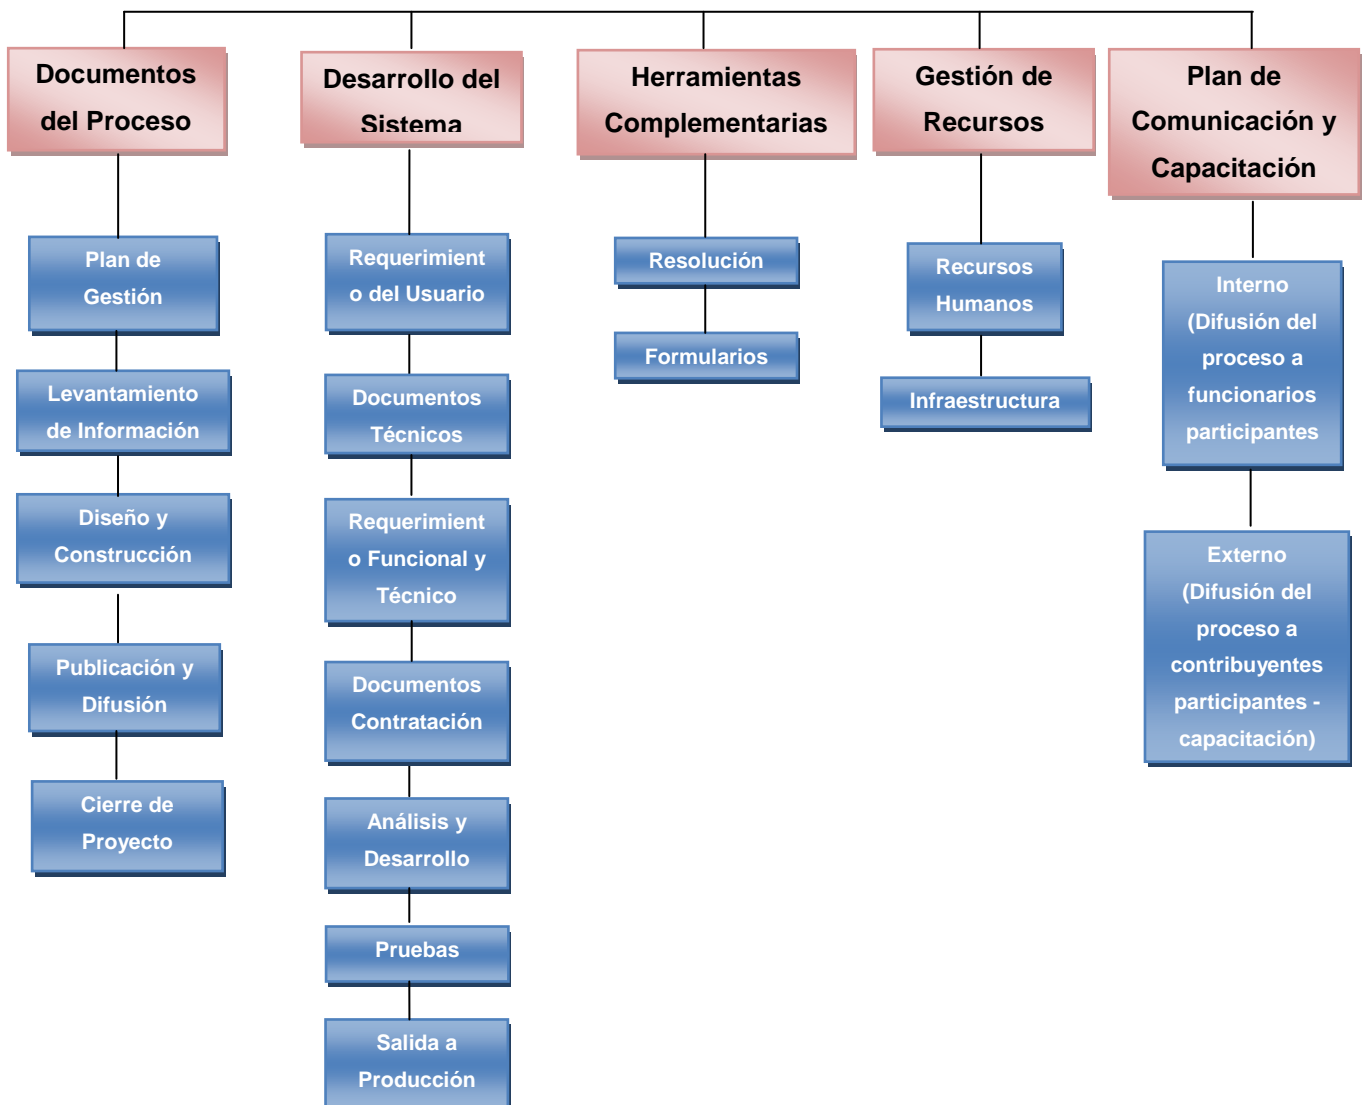 Documentos
del Proceso
Plan de
Gestión
Levantamiento
de Información
Diseño y
Construcción
Publicación y
Difusión
Cierre de
Proyecto
Desarrollo del
Sistema
Requerimient
o del Usuario
Documentos
Técnicos
Requerimient
o Funcional y
Técnico
Documentos
Contratación
Análisis y
Desarrollo
Pruebas
Salida a
Producción
Herramientas
Complementarias
Resolución
Formularios
Gestión de
Recursos
Recursos
Humanos
Infraestructura
Plan de
Comunicación y
Capacitación
Interno
(Difusión del
proceso a
funcionarios
participantes
Externo
(Difusión del
proceso a
contribuyentes
participantes -
capacitación)